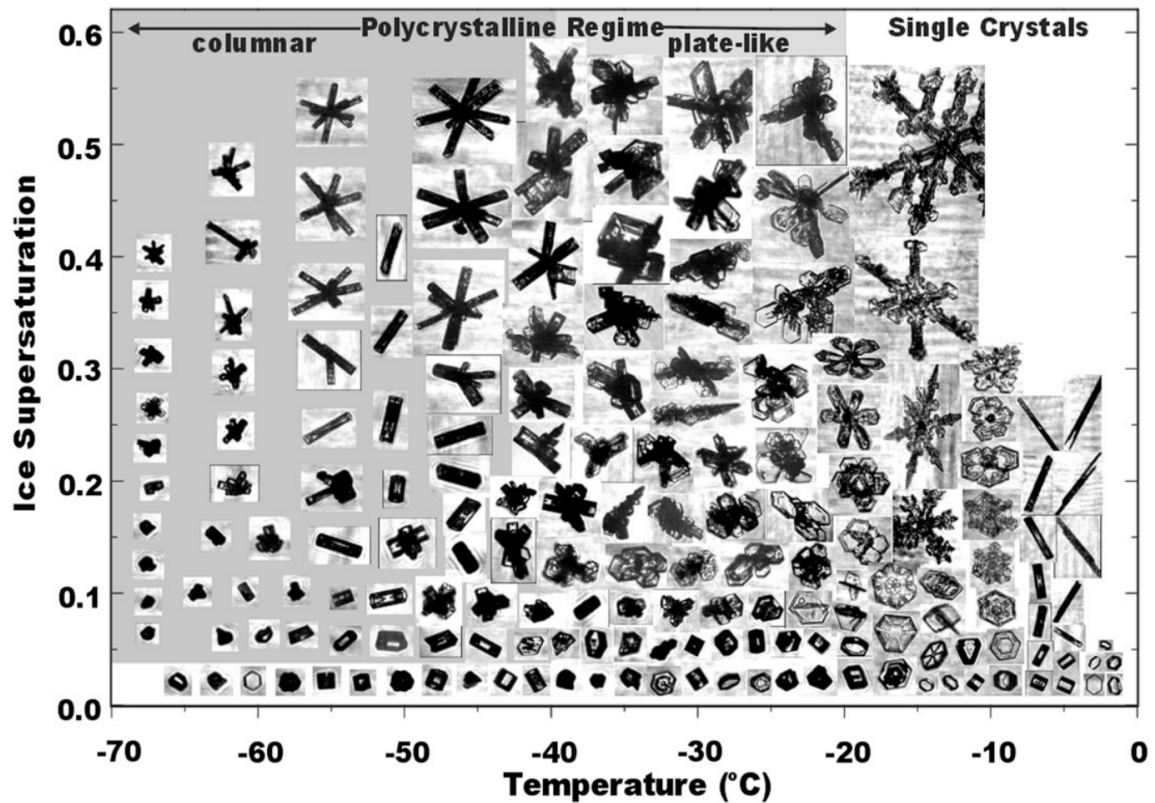 Polycrystalline Regime
Single Crystals
columnar
plate-like
0.6
0.5
0.4
0.3
0.2
0.1
0.0
Ice Supersaturation
-70
-60
-50
-40
-30
-20
-10
0
Temperature (°C)